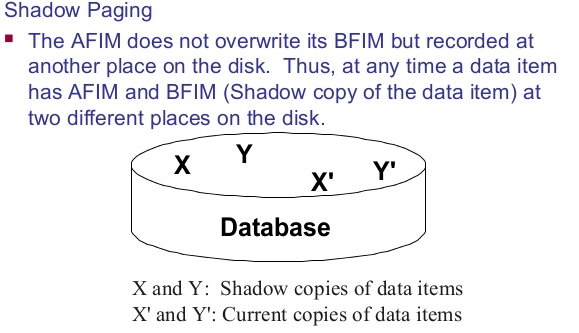 Shadow Paging
▪ The AFIM does not overwrite its BFIM but recorded at
another place on the disk.  Thus, at any time a data item
has AFIM and BFIM (Shadow copy of the data item) at
two different places on the disk.
X Y X' Y'
Database
X and Y:  Shadow copies of data items
X' and Y': Current copies of data items